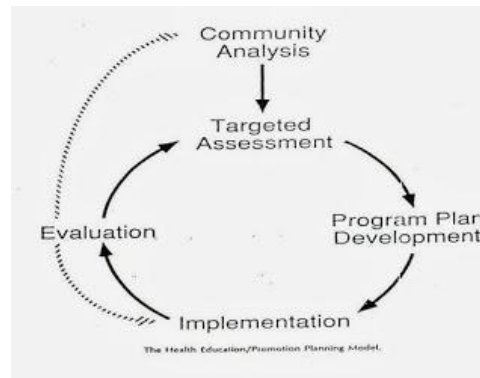 Community
Analysis
Targeted
Assessment
Program Plan
Development
Implementation
Evaluation
The Health Education/Promotion Planning Model.